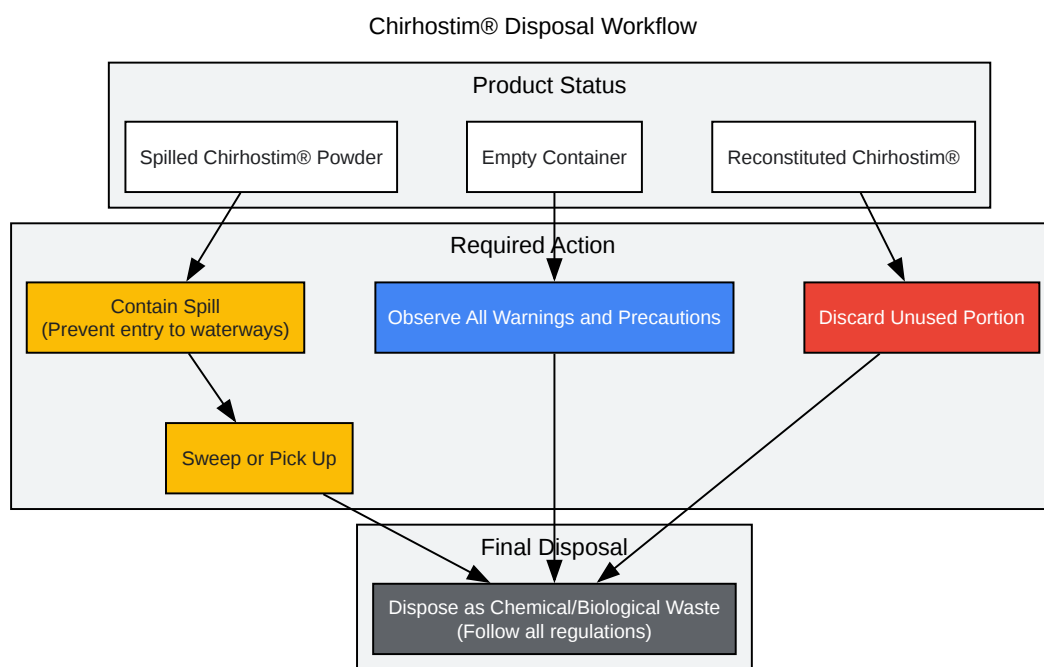 Chirhostim® Disposal Workflow
Product Status
Spilled Chirhostim® Powder
Empty Container
Reconstituted Chirhostim®
Required Action
Contain Spill
(Prevent entry to waterways)
Observe All Warnings and Precautions
Discard Unused Portion
Sweep or Pick Up
Final Disposal
Dispose as Chemical/Biological Waste
(Follow all regulations)